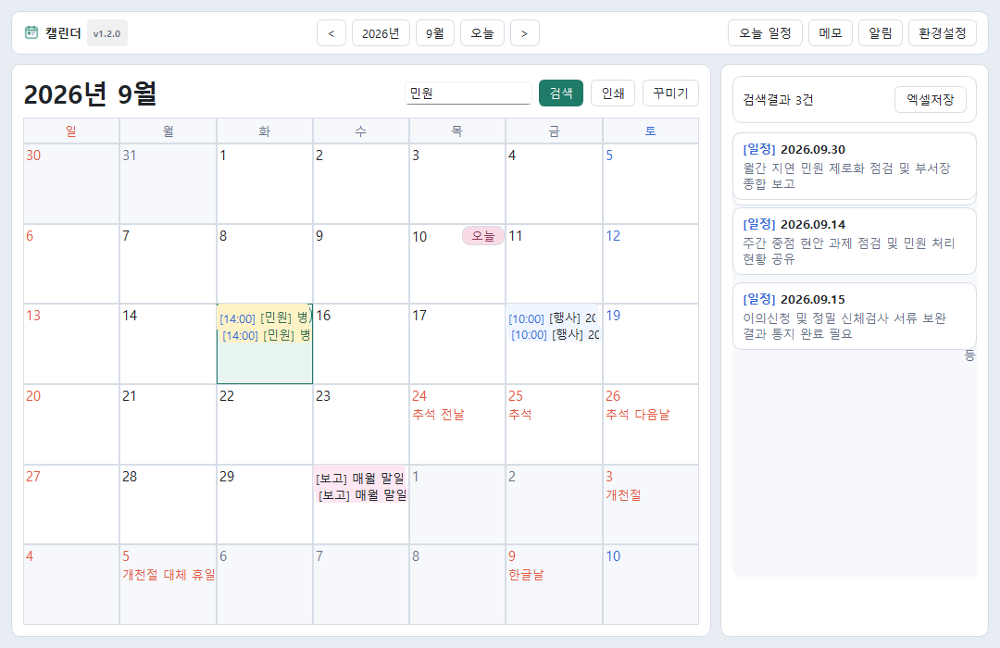 캘린더 v1.2.0
< 2026년 9월 오늘 >
오늘 일정 메모 알림 환경설정
2026년 9월
민원 검색 인쇄 꾸미기
일 월 화 수 목 금 토
30 31 1 2 3 4 5
6 7 8 9 10 오늘 11 12
13 14 16 17 19
[14:00] [민원] 병
[14:00] [민원] 병
[10:00] [행사] 20
[10:00] [행사] 20
20 21 22 23 24 25 26
추석 전날 추석 추석 다음날
27 28 29 1 2 3
[보고] 매월 말일
[보고] 매월 말일
개천절
4 5 6 7 8 9 10
개천절 대체 휴일 한글날
검색결과 3건 엑셀저장
[일정] 2026.09.30
월간 지연 민원 제로화 점검 및 부서장
종합 보고
[일정] 2026.09.14
주간 중점 현안 과제 점검 및 민원 처리
현황 공유
[일정] 2026.09.15
이의신청 및 정밀 신체검사 서류 보완
결과 통지 완료 필요
등